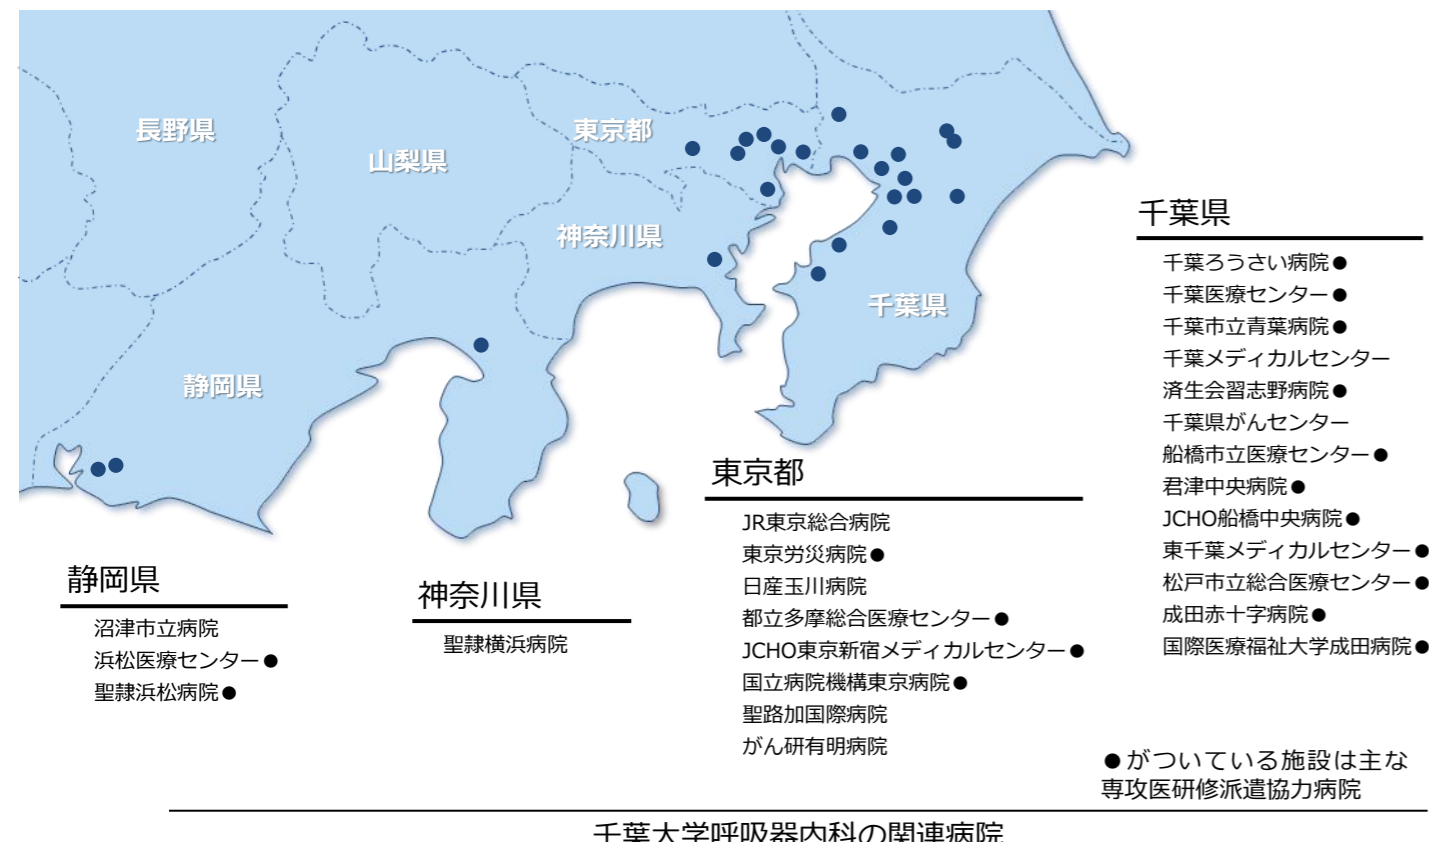 長野県
山梨県
東京都
神奈川県
千葉県
静岡県
千葉県
千葉ろうさい病院●
千葉医療センター●
千葉市立青葉病院●
千葉メディカルセンター
済生会習志野病院●
千葉県がんセンター
船橋市立医療センター●
君津中央病院●
JCHO船橋中央病院●
東千葉メディカルセンター●
松戸市立総合医療センター●
成田赤十字病院●
国際医療福祉大学成田病院●
東京都
JR東京総合病院
東京労災病院●
日産玉川病院
都立多摩総合医療センター●
JCHO東京新宿メディカルセンター●
国立病院機構東京病院●
聖路加国際病院
がん研有明病院
神奈川県
聖隷横浜病院
静岡県
沼津市立病院
浜松医療センター●
聖隷浜松病院●
●がついている施設は主な
専攻医研修派遣協力病院
千葉大学呼吸器内科の関連病院